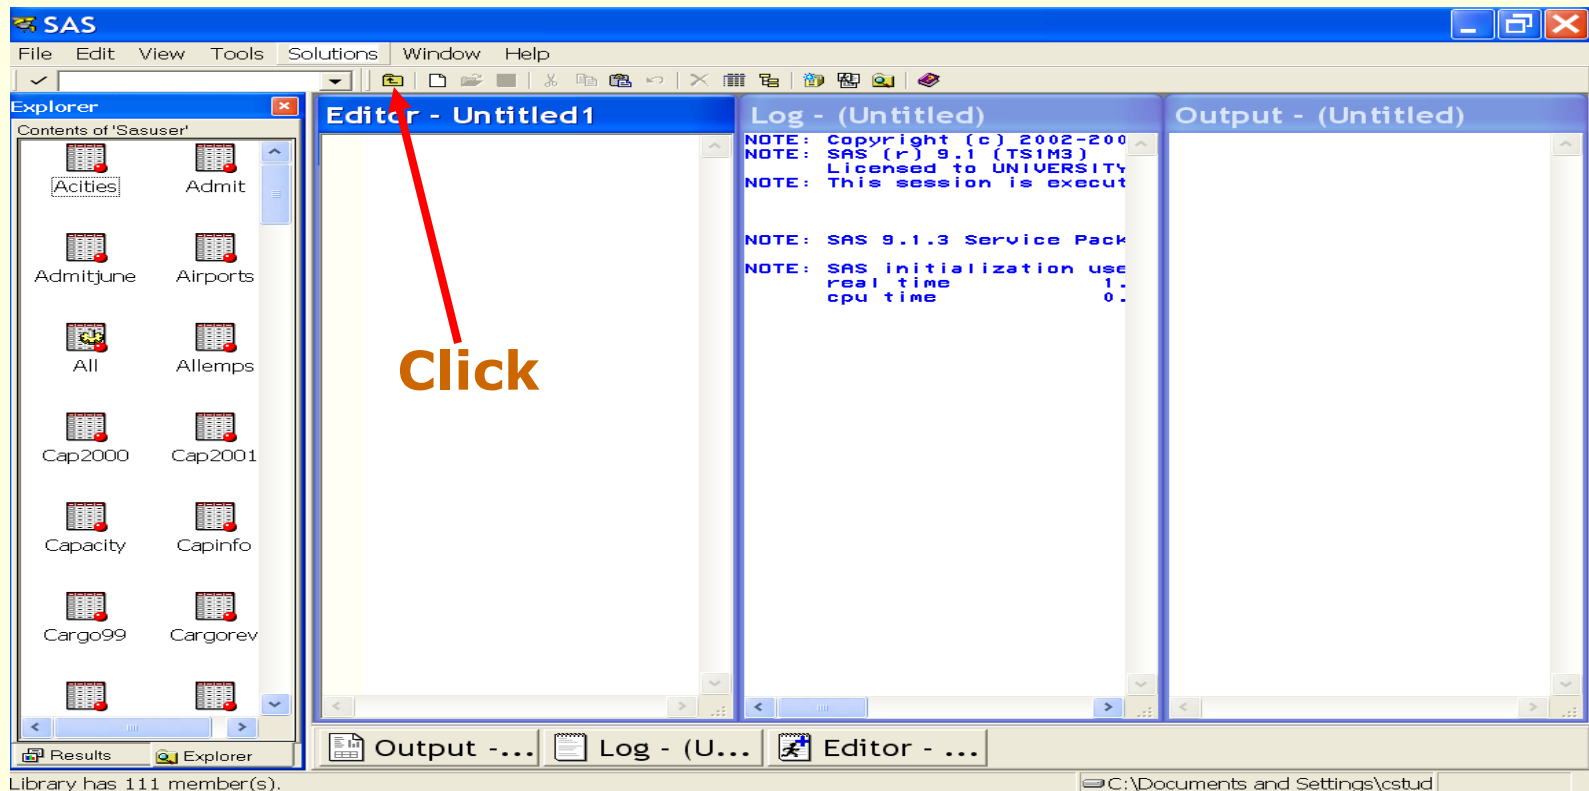 SAS
File Edit View Tools Solutions Window Help
Explorer
Contents of 'Sasuser'
Acities Admit
Admitjune Airports
All Allemps
Cap2000 Cap2001
Capacity Capinfo
Cargo99 Cargorev
Results Explorer
Editor - Untitled1
Click
Log - (Untitled)
NOTE: Copyright (c) 2002-200
NOTE: SAS (r) 9.1 (TS1M3)
Licensed to UNIVERSITY
NOTE: This session is execut
NOTE: SAS 9.1.3 Service Pack
NOTE: SAS initialization use
real time 1.
cpu time 0.
Output - (Untitled)
Output -... Log - (U... Editor - ...
Library has 111 member(s). C:\Documents and Settings\cstud